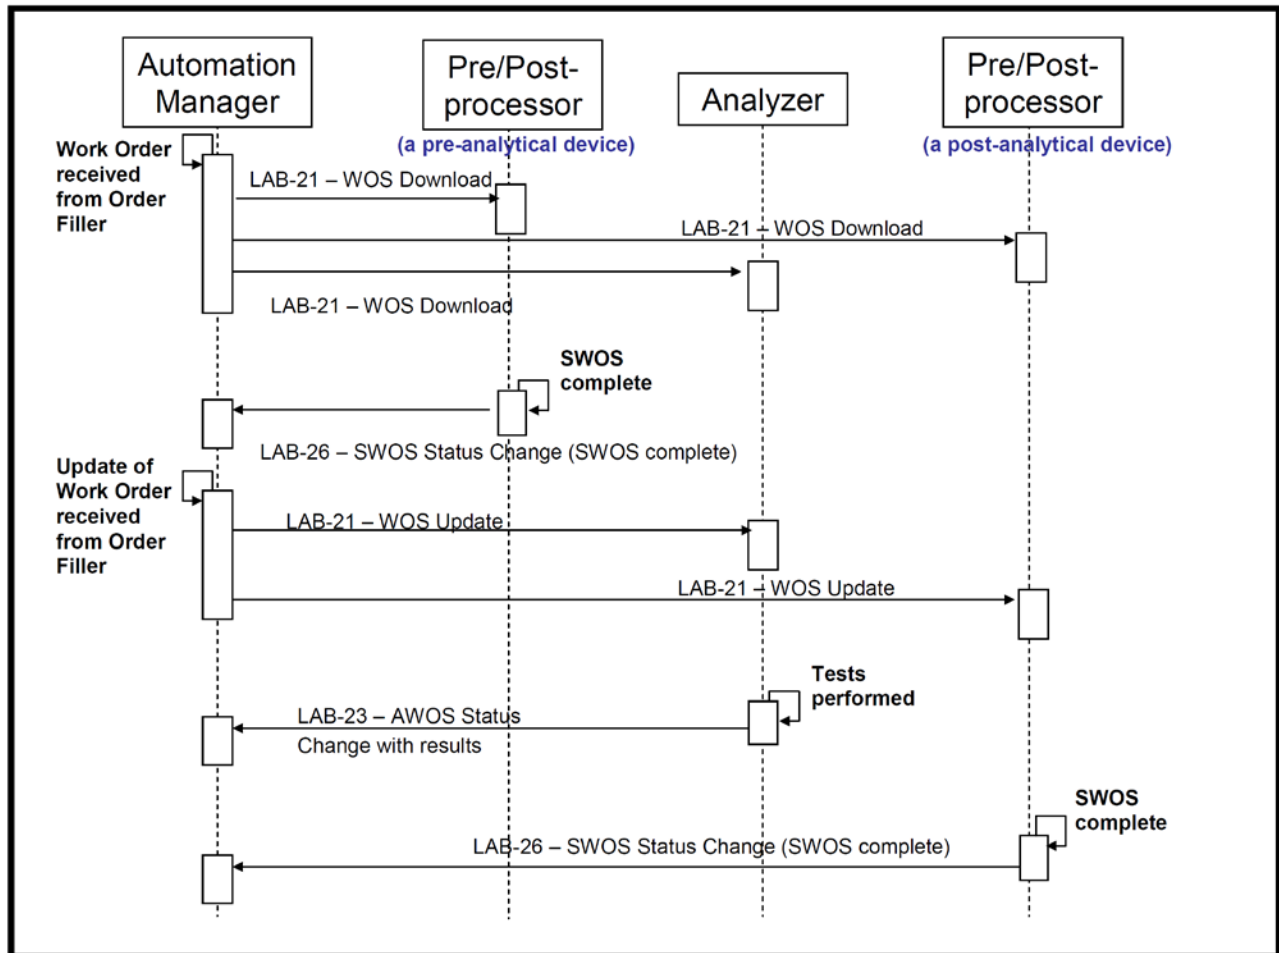 Automation
Manager
Pre/Post-
processor
(a pre-analytical device)
Analyzer
Pre/Post-
processor
(a post-analytical device)
Work Order
received
from Order
Filler
LAB-21 – WOS Download
LAB-21 – WOS Download
LAB-21 – WOS Download
SWOS
complete
LAB-26 – SWOS Status Change (SWOS complete)
Update of
Work Order
received
from Order
Filler
LAB-21 – WOS Update
LAB-21 – WOS Update
Tests
performed
LAB-23 – AWOS Status
Change with results
SWOS
complete
LAB-26 – SWOS Status Change (SWOS complete)